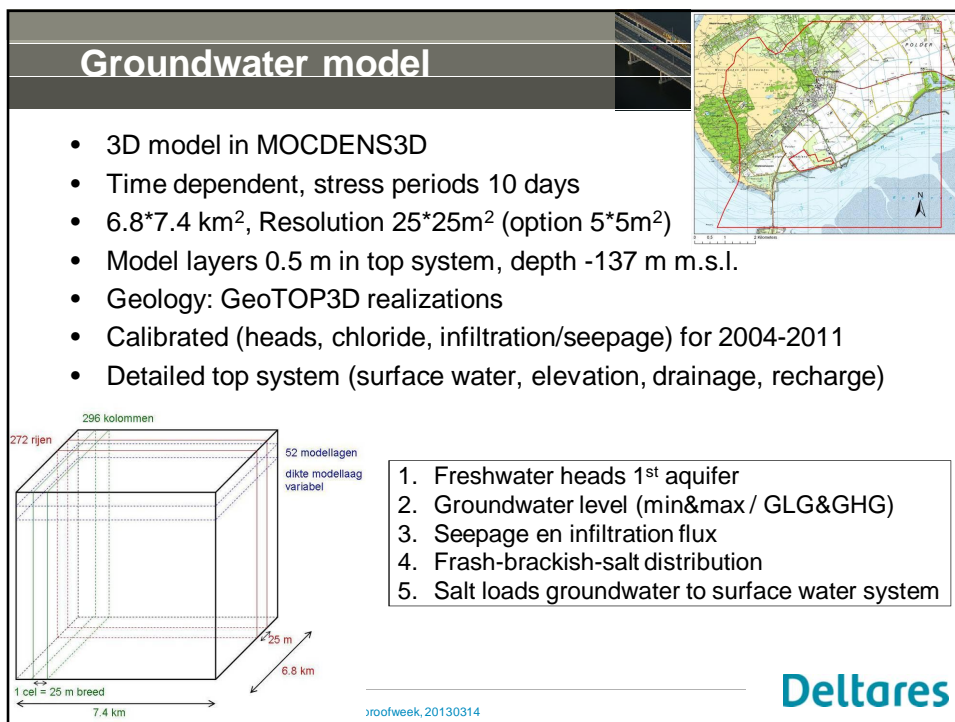 Groundwater model
POLDER
N
• 3D model in MOCDENS3D
• Time dependent, stress periods 10 days
• 6.8*7.4 km², Resolution 25*25m² (option 5*5m²)
• Model layers 0.5 m in top system, depth -137 m m.s.l.
• Geology: GeoTOP3D realizations
• Calibrated (heads, chloride, infiltration/seepage) for 2004-2011
• Detailed top system (surface water, elevation, drainage, recharge)
296 kolommen
272 rijen
52 modellagen
dikte modellaag
variabel
25 m
6.8 km
1 cel = 25 m breed
7.4 km
1. Freshwater heads 1st aquifer
2. Groundwater level (min&max / GLG&GHG)
3. Seepage en infiltration flux
4. Frash-brackish-salt distribution
5. Salt loads groundwater to surface water system
proofweek, 20130314
Deltares